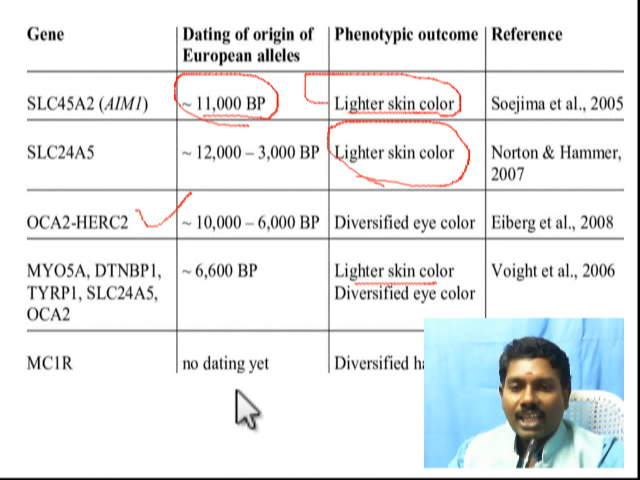 Gene Dating of origin of European alleles Phenotypic outcome Reference
SLC45A2 (AIM1) ~ 11,000 BP Lighter skin color Soejima et al., 2005
SLC24A5 ~ 12,000 – 3,000 BP Lighter skin color Norton & Hammer, 2007
OCA2-HERC2 ~ 10,000 – 6,000 BP Diversified eye color Eiberg et al., 2008
MYO5A, DTNBP1, ~ 6,600 BP Lighter skin color Voight et al., 2006
TYRP1, SLC24A5, Diversified eye color
OCA2
MC1R no dating yet Diversified